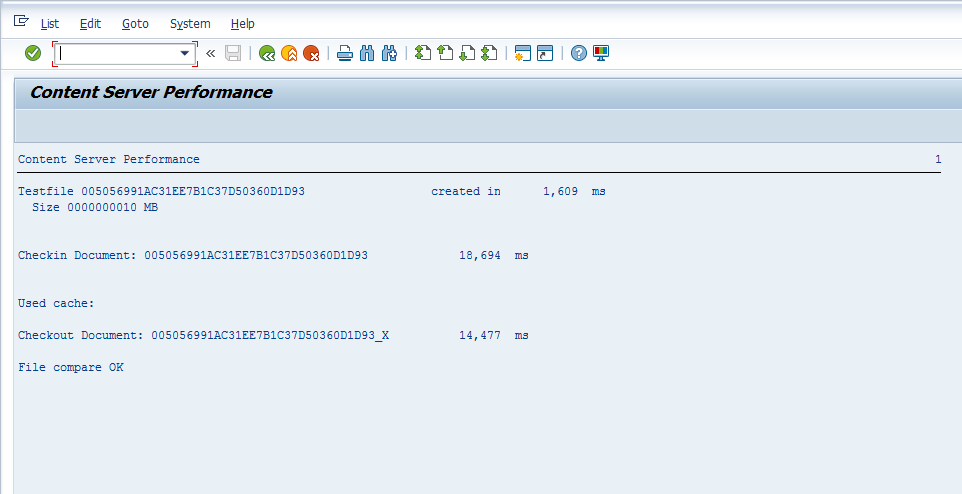 List Edit Goto System Help
«
Content Server Performance
Content Server Performance 1
Testfile 005056991AC31EE7B1C37D50360D1D93 created in 1,609 ms
Size 0000000010 MB
Checkin Document: 005056991AC31EE7B1C37D50360D1D93 18,694 ms
Used cache:
Checkout Document: 005056991AC31EE7B1C37D50360D1D93_X 14,477 ms
File compare OK